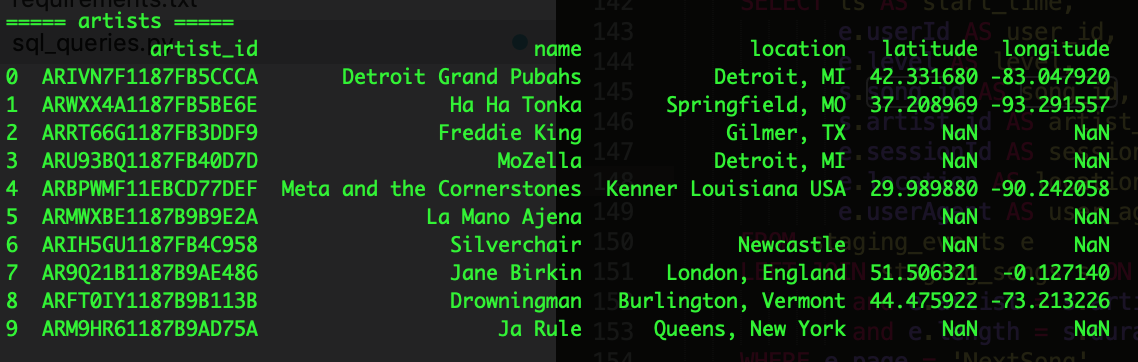 requirements.txt
===== artists =====
sql_queries.py
artist_id name location latitude longitude
0 ARIVN7F1187FB5CCCA Detroit Grand Pubahs Detroit, MI 42.331680 -83.047920
1 ARWXX4A1187FB5BE6E Ha Ha Tonka Springfield, MO 37.208969 -93.291557
2 ARRT66G1187FB3DDF9 Freddie King Gilmer, TX NaN NaN
3 ARU93BQ1187FB40D7D MoZella Detroit, MI NaN NaN
4 ARBPWMF11EBCD77DEF Meta and the Cornerstones Kenner Louisiana USA 29.989880 -90.242058
5 ARMWXBE1187B9B9E2A La Mano Ajena NaN NaN
6 ARIH5GU1187FB4C958 Silverchair Newcastle NaN NaN
7 AR9Q21B1187B9AE486 Jane Birkin London, England 51.506321 -0.127140
8 ARFT0IY1187B9B113B Drowningman Burlington, Vermont 44.475922 -73.213226
9 ARM9HR61187B9AD75A Ja Rule Queens, New York NaN NaN
142 SELECT ts AS start_time,
143 e.userId AS user_id,
144 e.level AS level,
145 s.song_id AS song_id,
146 s.artist_id AS artist_
147 e.sessionId AS session
148 e.location AS location
149 e.userAgent AS user_ag
150 FROM staging_events e
151
152
153 and e.length = s.dura
154 WHERE e.page = 'NextSong'